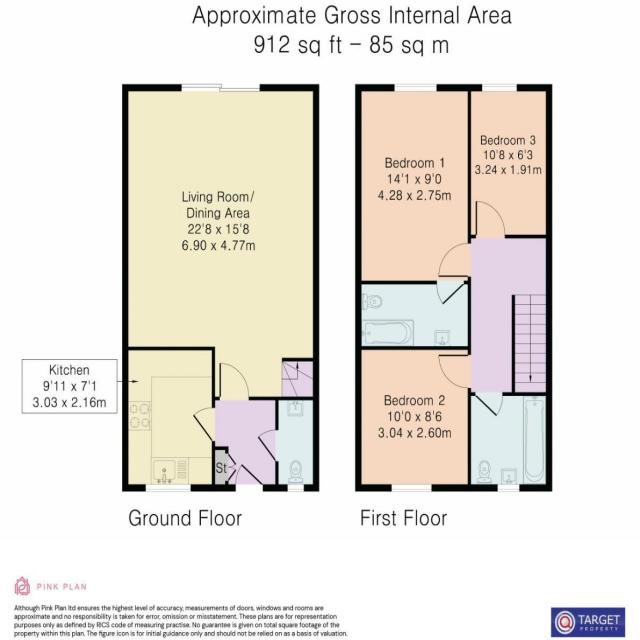 Approximate Gross Internal Area
912 sq ft – 85 sq m
Living Room/
Dining Area
22'8 x 15'8
6.90 x 4.77m
Kitchen
9'11 x 7'1
3.03 x 2.16m
St
Ground Floor
Bedroom 1
14'1 x 9'0
4.28 x 2.75m
Bedroom 3
10'8 x 6'3
3.24 x 1.91m
Bedroom 2
10'0 x 8'6
3.04 x 2.60m
First Floor
PINK PLAN
Although Pink Plan ltd ensures the highest level of accuracy, measurements of doors, windows and rooms are
approximate and no responsibility is taken for error, omission or misstatement. These plans are for representation
purposes only as defined by RICS code of measuring practise. No guarantee is given on total square footage of the
property within this plan. The figure icon is for initial guidance only and should not be relied on as a basis of valuation.
TARGET
PROPERTY